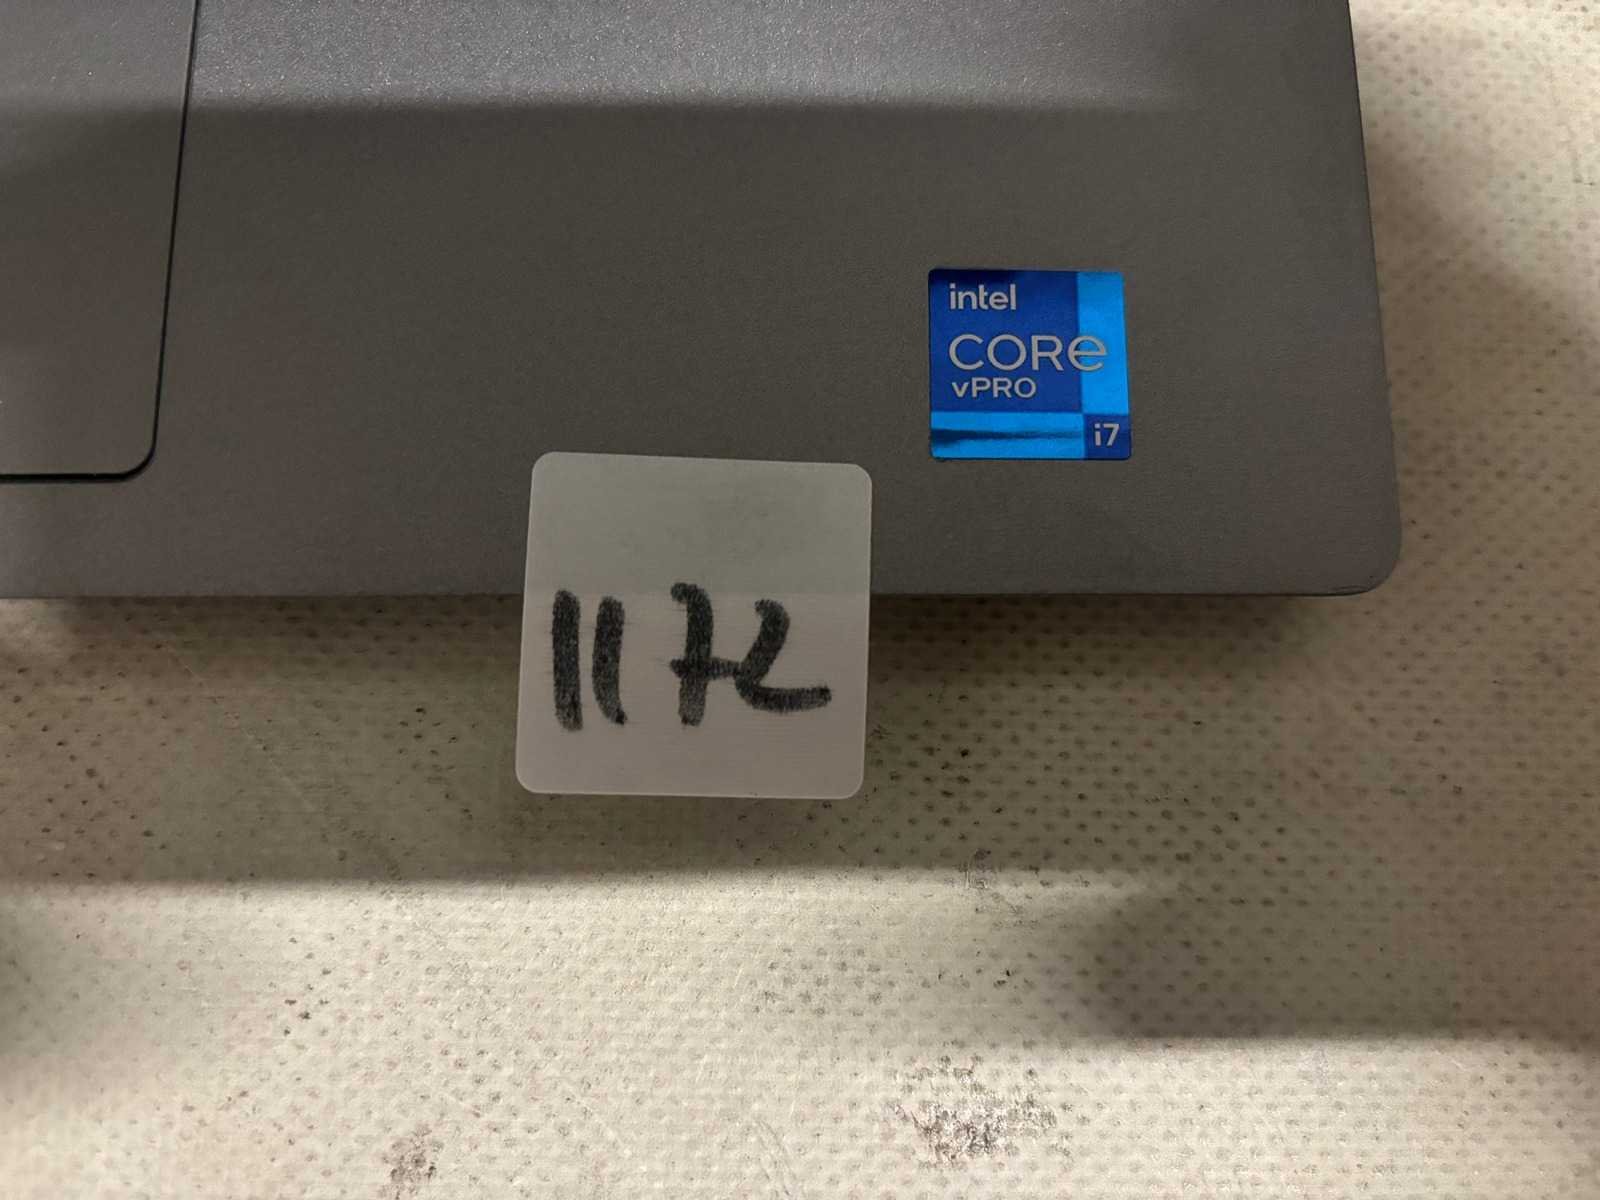 intel
CORE
vPRO
i7
1172